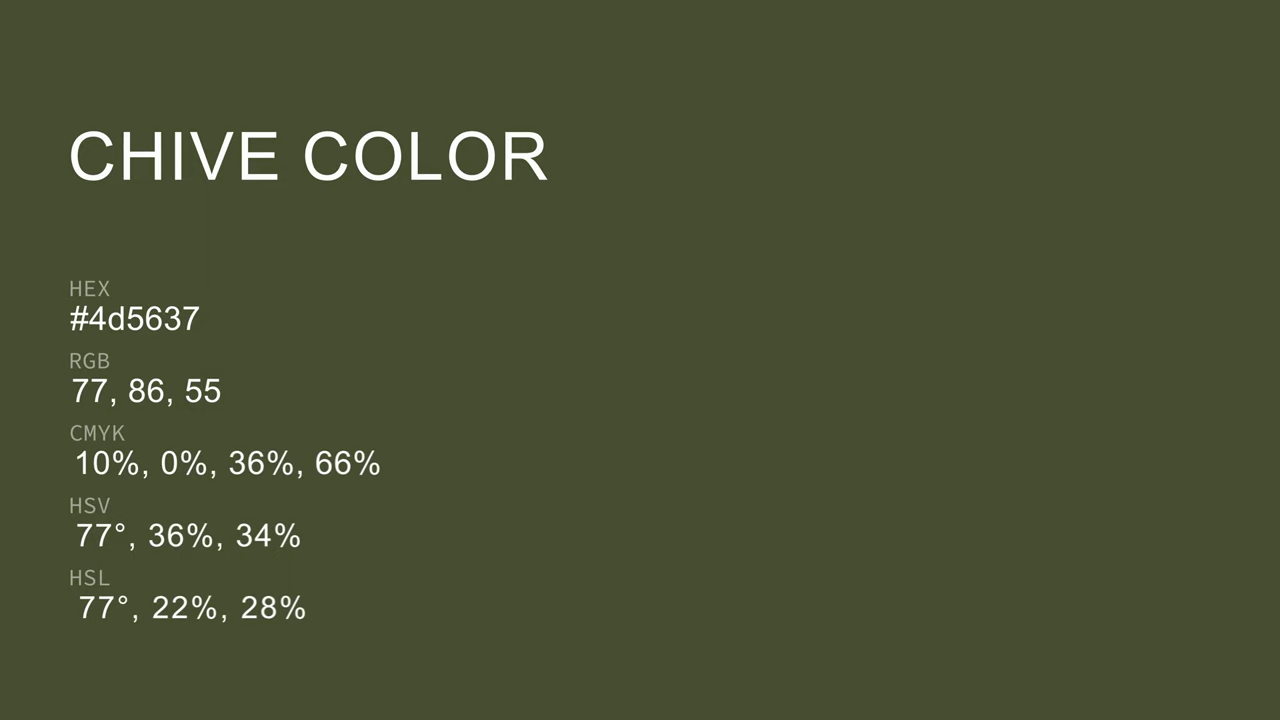 CHIVE COLOR
HEX
#4d5637
RGB
77, 86, 55
CMYK
10%, 0%, 36%, 66%
HSV
77°, 36%, 34%
HSL
77°, 22%, 28%